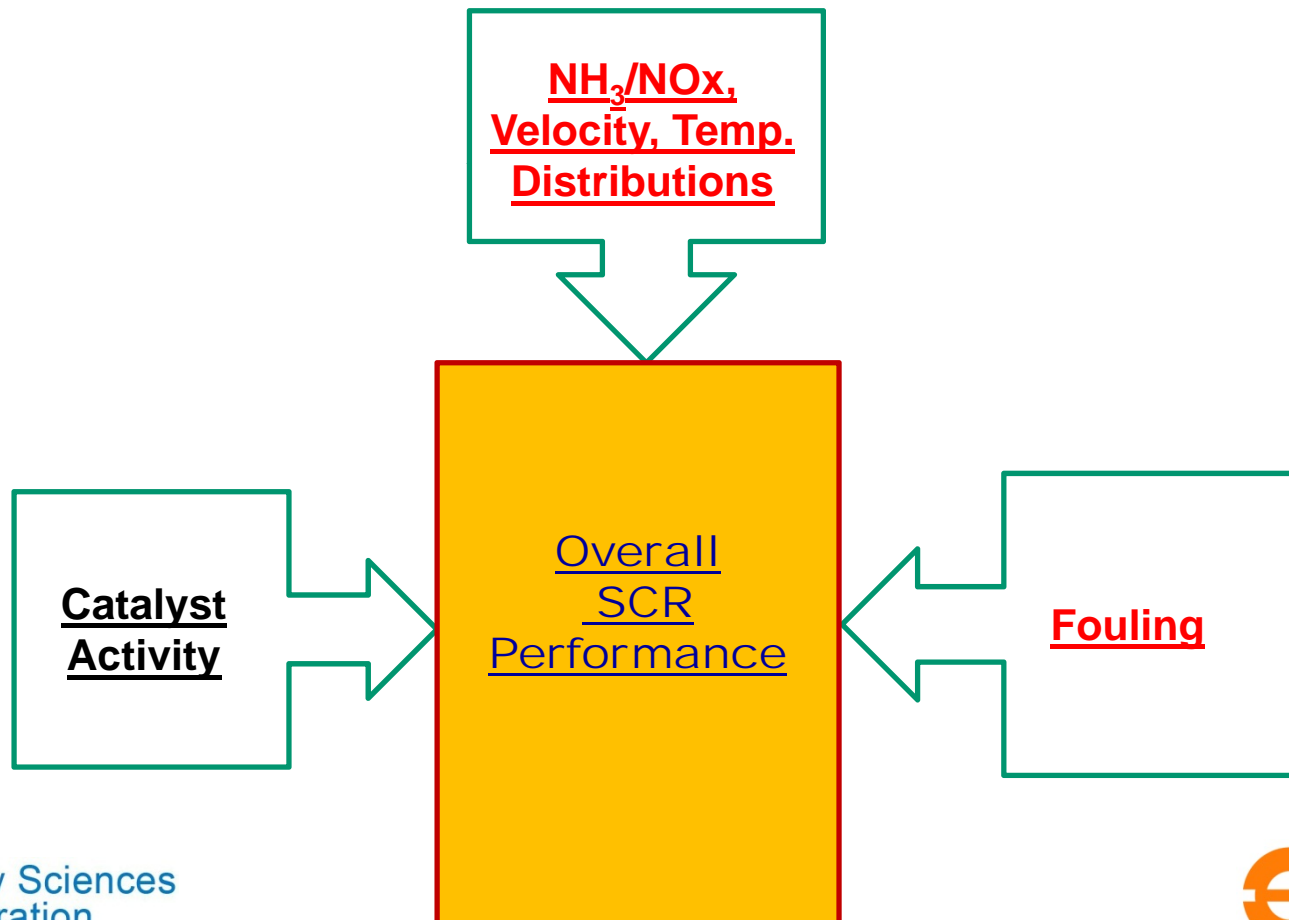 NH₃/NOx,
Velocity, Temp.
Distributions
Catalyst
Activity
Overall
SCR
Performance
Fouling
Sciences